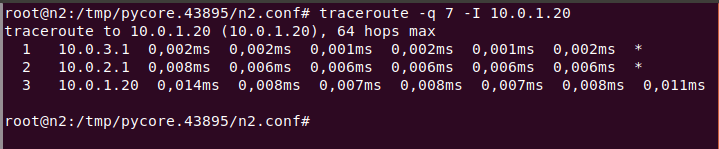 root@n2:/tmp/pycore.43895/n2.conf# traceroute -q 7 -I 10.0.1.20
traceroute to 10.0.1.20 (10.0.1.20), 64 hops max
1 10.0.3.1 0,002ms 0,002ms 0,001ms 0,002ms 0,001ms 0,002ms *
2 10.0.2.1 0,008ms 0,006ms 0,006ms 0,006ms 0,006ms 0,006ms *
3 10.0.1.20 0,014ms 0,008ms 0,007ms 0,008ms 0,007ms 0,008ms 0,011ms
root@n2:/tmp/pycore.43895/n2.conf#